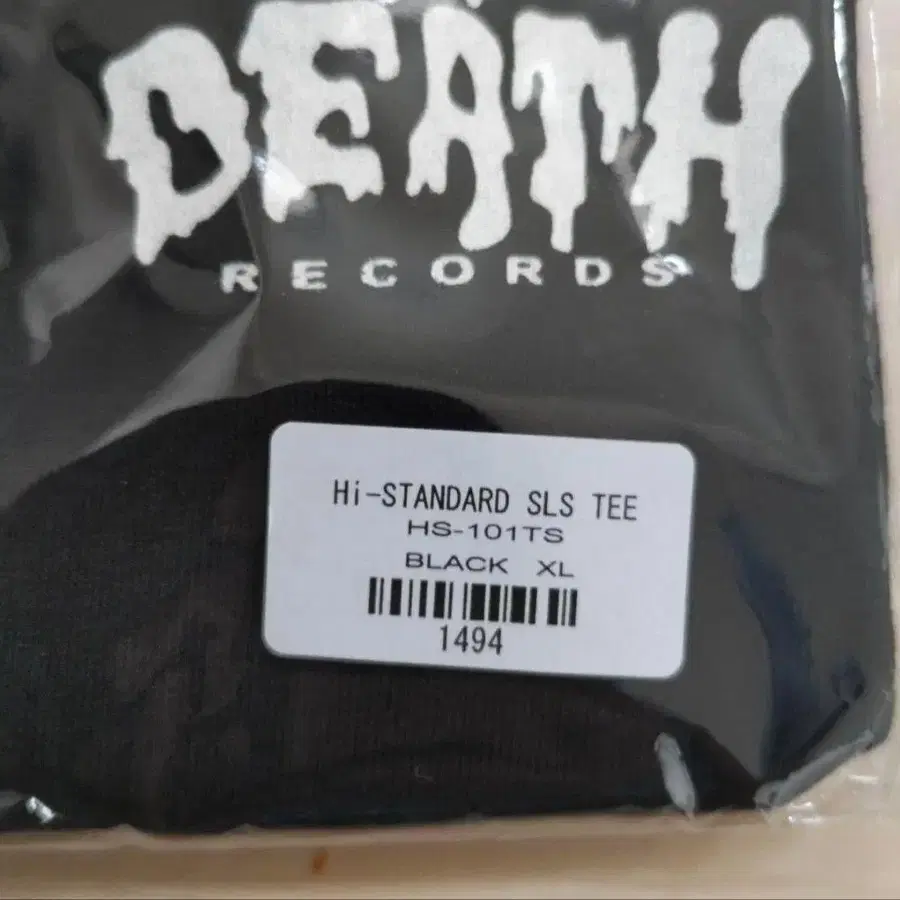 DEATH
RECORDS
Hi-STANDARD SLS TEE
HS-101TS
BLACK XL
1494